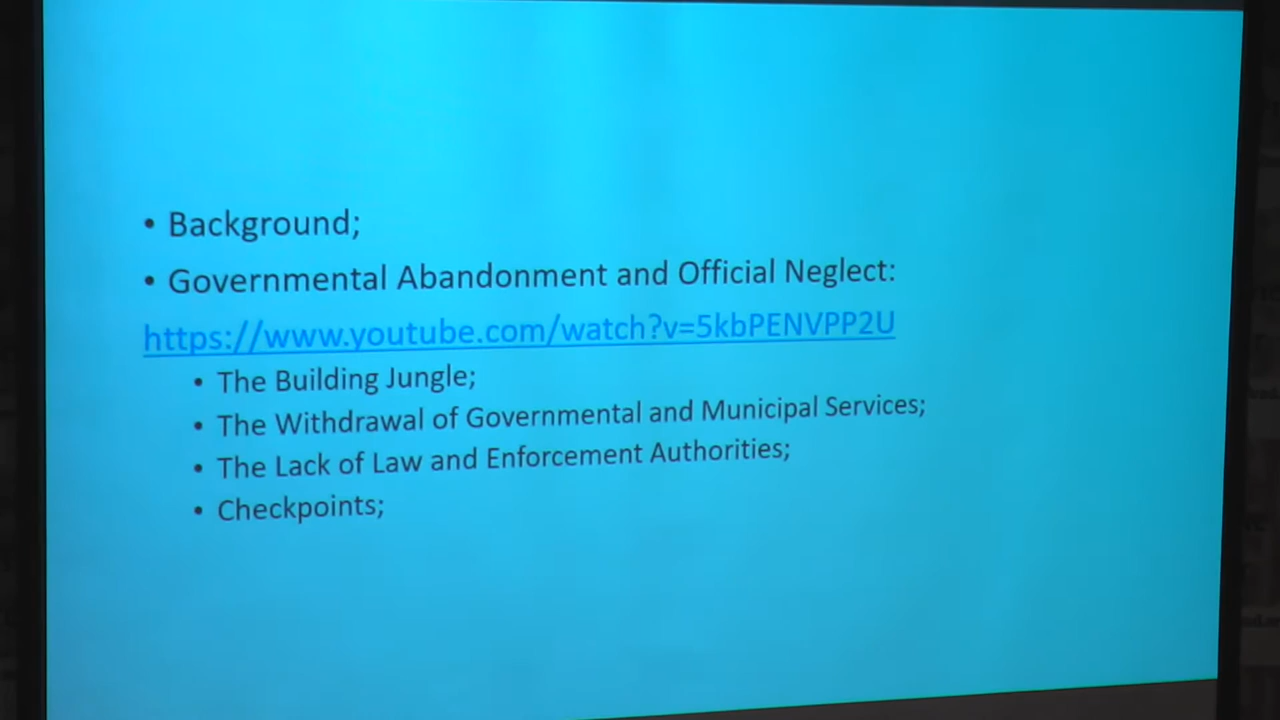 • Background;
• Governmental Abandonment and Official Neglect:
https://www.youtube.com/watch?v=5kbPENVPP2U
• The Building Jungle;
• The Withdrawal of Governmental and Municipal Services;
• The Lack of Law and Enforcement Authorities;
• Checkpoints;